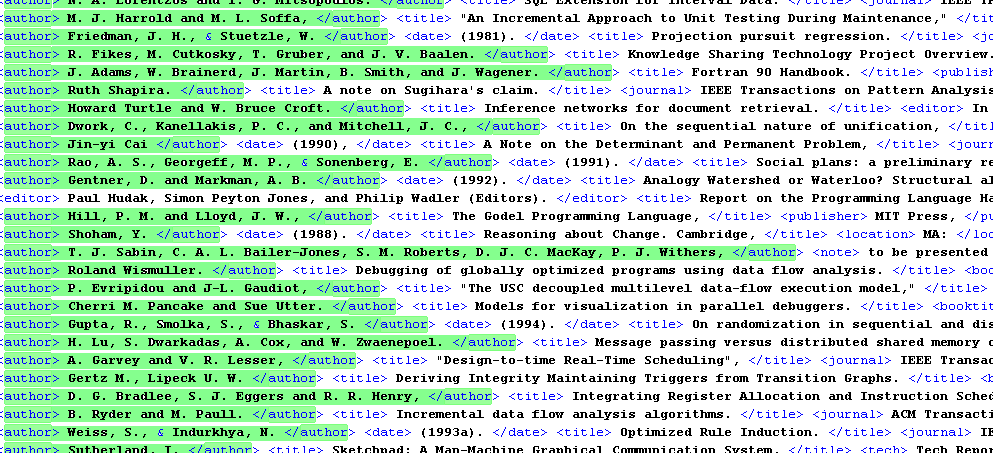 author> N. A. Lorentzos and Y. G. Mitsopoulos. </author> <title> SQL Extension for Interval Data. </title> <journal> IEEE
author> M. J. Harrold and M. L. Soffa, </author> <title> "An Incremental Approach to Unit Testing During Maintenance," </tit
author> Friedman, J. H., & Stuetzle, W. </author> <date> (1981). </date> <title> Projection pursuit regression. </title> <jo
author> R. Fikes, M. Cutkosky, T. Gruber, and J. V. Baalen. </author> <title> Knowledge Sharing Technology Project Overview.
author> J. Adams, W. Brainerd, J. Martin, B. Smith, and J. Wagener. </author> <title> Fortran 90 Handbook. </title> <publish
author> Ruth Shapira. </author> <title> A note on Sugihara's claim. </title> <journal> IEEE Transactions on Pattern Analysis
author> Howard Turtle and W. Bruce Croft. </author> <title> Inference networks for document retrieval. </title> <editor> In
author> Dwork, C., Kanellakis, P. C., and Mitchell, J. C., </author> <title> On the sequential nature of unification, </titl
author> Jin-yi Cai </author> <date> (1990), </date> <title> A Note on the Determinant and Permanent Problem, </title> <journ
author> Rao, A. S., Georgeff, M. P., & Sonenberg, E. </author> <date> (1991). </date> <title> Social plans: a preliminary re
author> Gentner, D. and Markman, A. B. </author> <date> (1992). </date> <title> Analogy Watershed or Waterloo? Structural al
editor> Paul Hudak, Simon Peyton Jones, and Philip Wadler (Editors). </editor> <title> Report on the Programming Language Ha
author> Hill, P. M. and Lloyd, J. W., </author> <title> The Godel Programming Language, </title> <publisher> MIT Press, </pu
author> Shoham, Y. </author> <date> (1988). </date> <title> Reasoning about Change. Cambridge, </title> <location> MA: </loc
author> T. J. Sabin, C. A. L. Bailer-Jones, S. M. Roberts, D. J. C. MacKay, P. J. Withers, </author> <note> to be presented
author> Roland Wismuller. </author> <title> Debugging of globally optimized programs using data flow analysis. </title> <boo
author> P. Evripidou and J-L. Gaudiot, </author> <title> "The USC decoupled multilevel data-flow execution model," </title>
author> Cherri M. Pancake and Sue Utter. </author> <title> Models for visualization in parallel debuggers. </title> <booktit
author> Gupta, R., Smolka, S., & Bhaskar, S. </author> <date> (1994). </date> <title> On randomization in sequential and dis
author> H. Lu, S. Dwarkadas, A. Cox, and W. Zwaenepoel. </author> <title> Message passing versus distributed shared memory o
author> A. Garvey and V. R. Lesser, </author> <title> "Design-to-time Real-Time Scheduling", </title> <journal> IEEE Transac
author> Gertz M., Lipeck U. W. </author> <title> Deriving Integrity Maintaining Triggers from Transition Graphs. </title> <b
author> D. G. Bradlee, S. J. Eggers and R. R. Henry, </author> <title> Integrating Register Allocation and Instruction Sched
author> B. Ryder and M. Paull. </author> <title> Incremental data flow analysis algorithms. </title> <journal> ACM Transacti
author> Weiss, S., & Indurkhya, N. </author> <date> (1993a). </date> <title> Optimized Rule Induction. </title> <journal> IE
author> Sutherland, I. </author> <title> Sketchpad: A Man-Machine Graphical Communication System. </title> <tech> Tech Repor